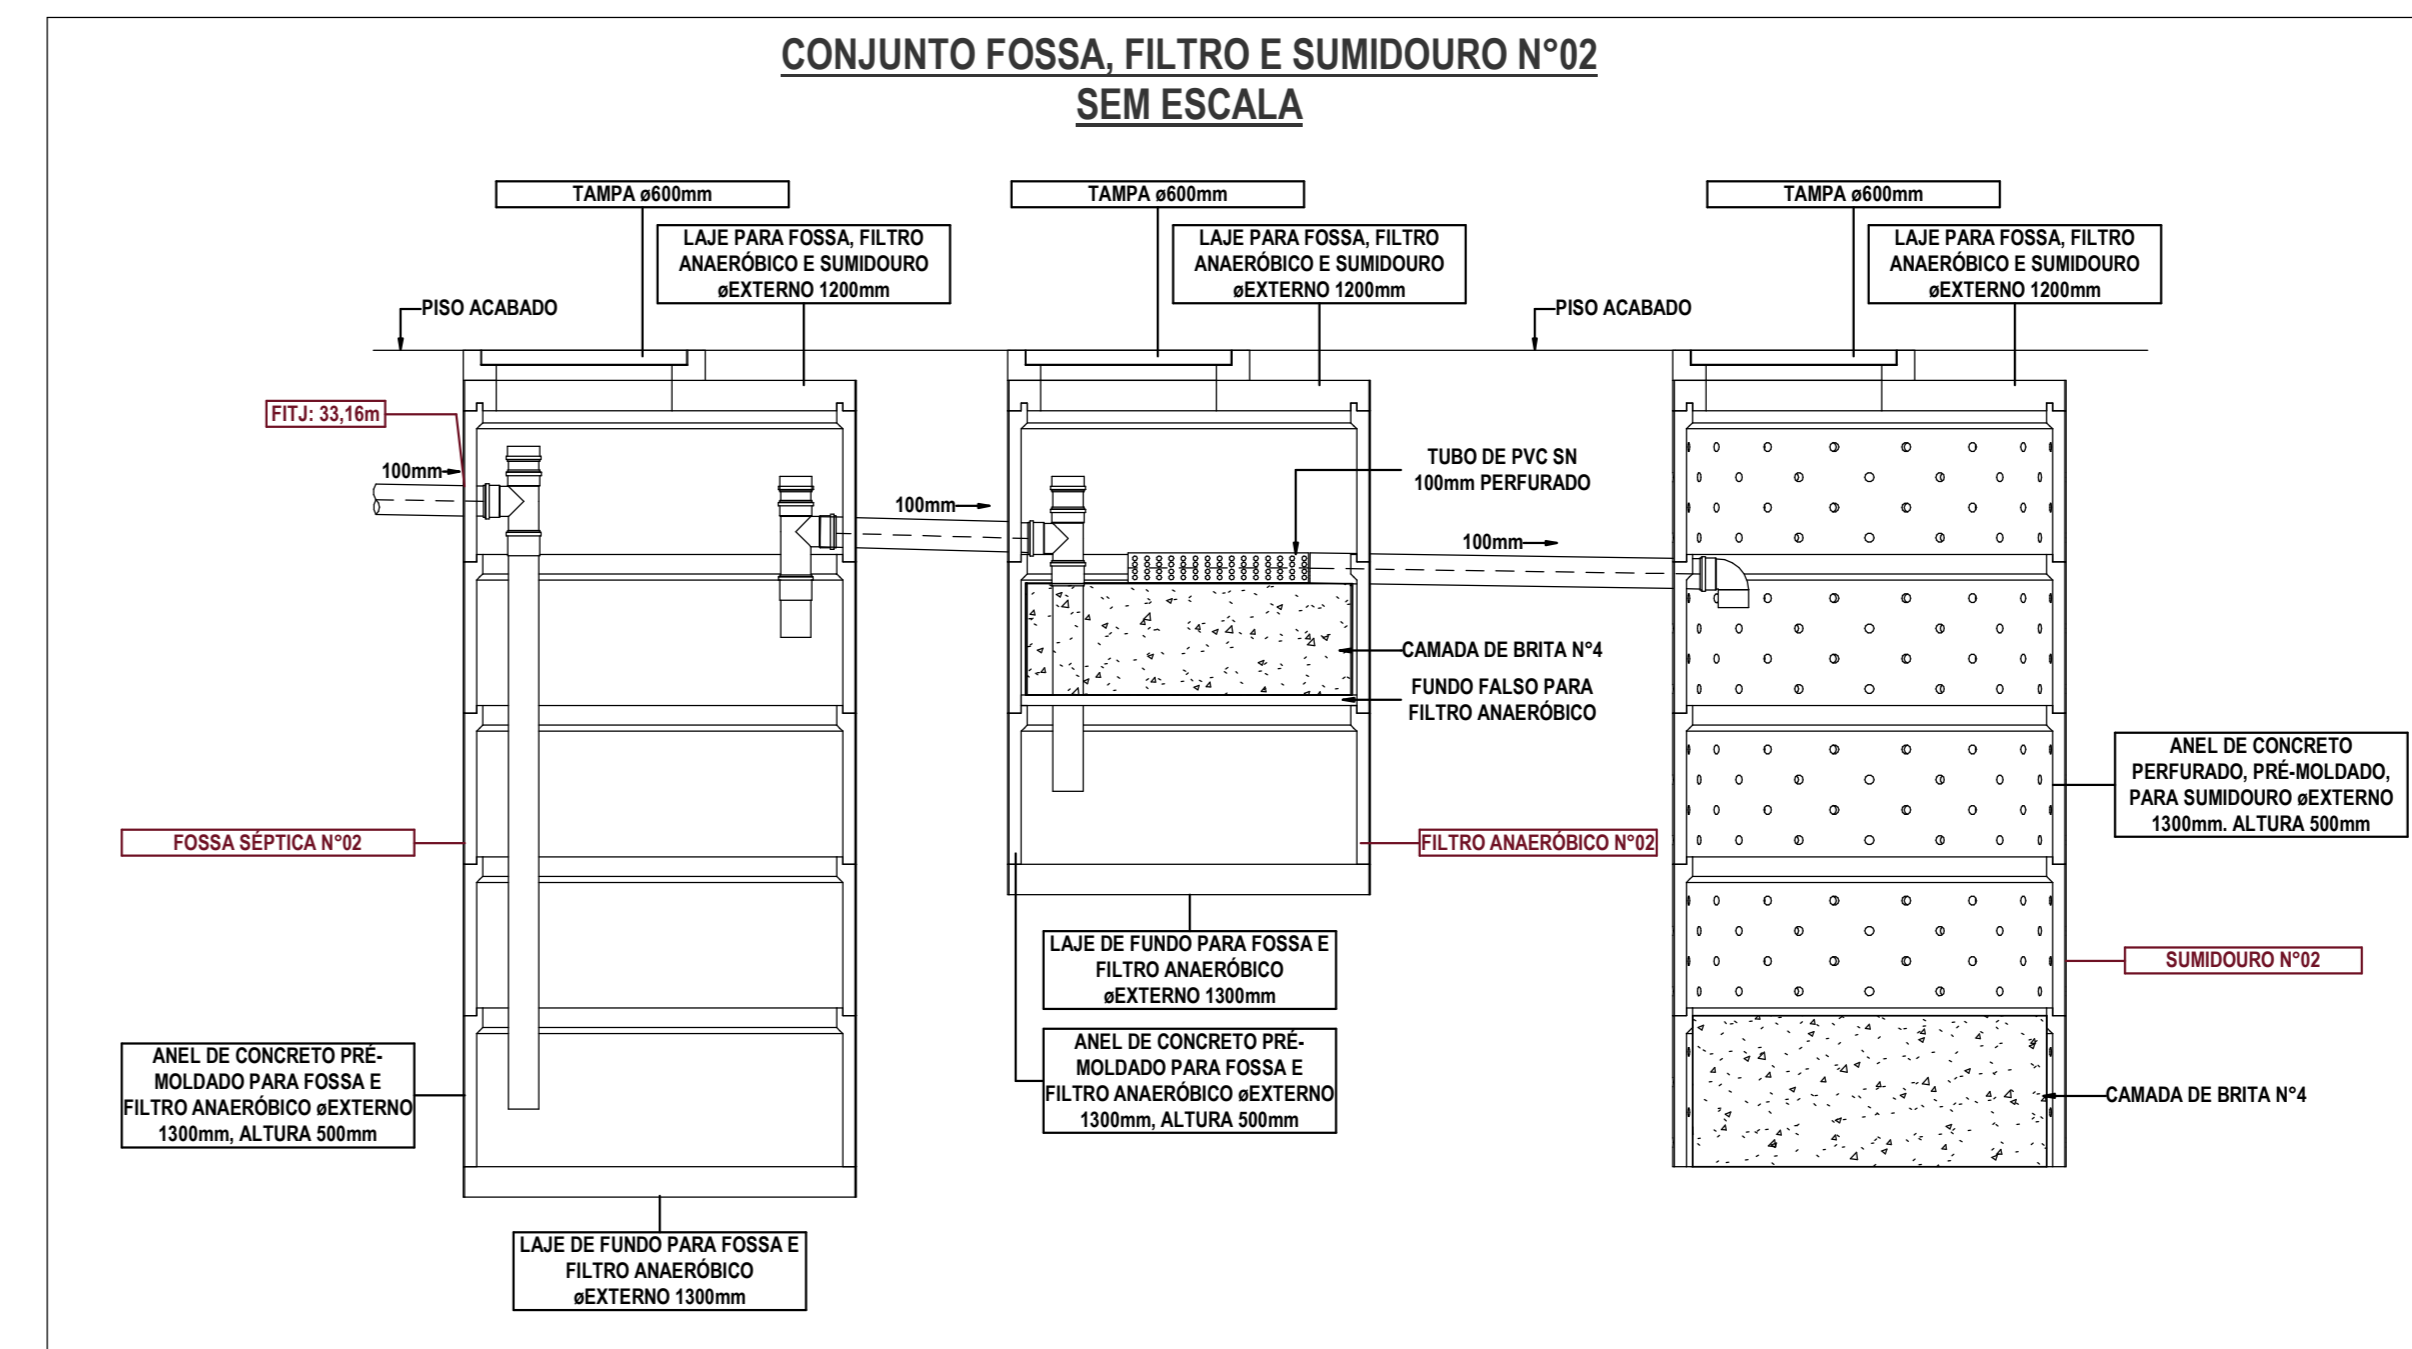 CONJUNTO FOSSA, FILTRO E SUMIDOURO N°02
SEM ESCALA
TAMPA ø600mm
TAMPA ø600mm
TAMPA ø600mm
LAJE PARA FOSSA, FILTRO
ANAERÓBICO E SUMIDOURO
øEXTERNO 1200mm
LAJE PARA FOSSA, FILTRO
ANAERÓBICO E SUMIDOURO
øEXTERNO 1200mm
LAJE PARA FOSSA, FILTRO
ANAERÓBICO E SUMIDOURO
øEXTERNO 1200mm
PISO ACABADO
PISO ACABADO
FITJ: 33,16m
100mm
100mm
TUBO DE PVC SN
100mm PERFURADO
100mm
CAMADA DE BRITA N°4
FUNDO FALSO PARA
FILTRO ANAERÓBICO
ANEL DE CONCRETO
PERFURADO, PRÉ-MOLDADO,
PARA SUMIDOURO øEXTERNO
1300mm. ALTURA 500mm
FOSSA SÉPTICA N°02
FILTRO ANAERÓBICO N°02
LAJE DE FUNDO PARA FOSSA E
FILTRO ANAERÓBICO
øEXTERNO 1300mm
SUMIDOURO N°02
ANEL DE CONCRETO PRÉ-
MOLDADO PARA FOSSA E
FILTRO ANAERÓBICO øEXTERNO
1300mm, ALTURA 500mm
ANEL DE CONCRETO PRÉ-
MOLDADO PARA FOSSA E
FILTRO ANAERÓBICO øEXTERNO
1300mm, ALTURA 500mm
CAMADA DE BRITA N°4
LAJE DE FUNDO PARA FOSSA E
FILTRO ANAERÓBICO
øEXTERNO 1300mm